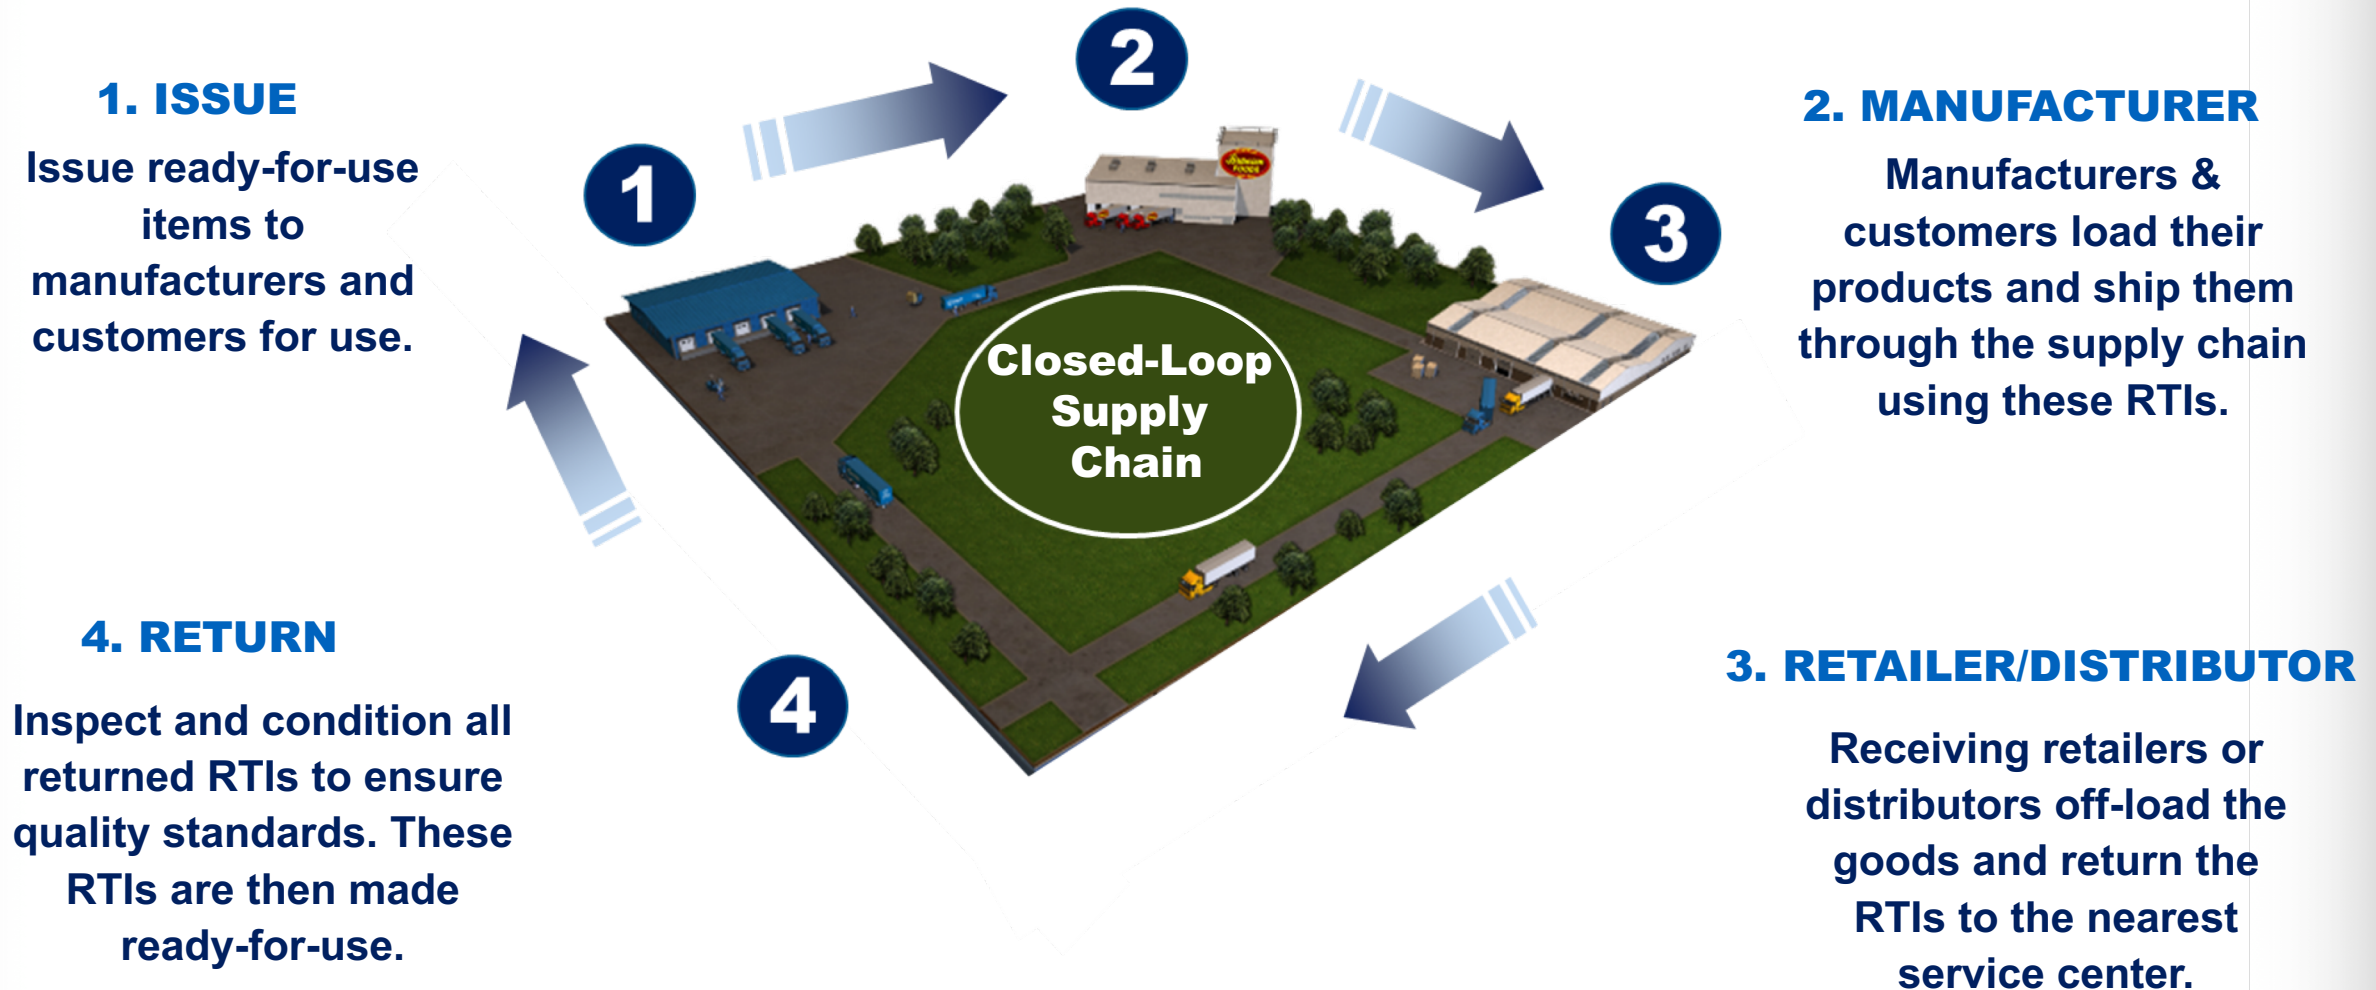 1. ISSUE
Issue ready-for-use
items to
manufacturers and
customers for use.
1
2
3
4
2. MANUFACTURER
Manufacturers &
customers load their
products and ship them
through the supply chain
using these RTIs.
Closed-Loop
Supply
Chain
FOODS
3. RETAILER/DISTRIBUTOR
Receiving retailers or
distributors off-load the
goods and return the
RTIs to the nearest
service center.
4. RETURN
Inspect and condition all
returned RTIs to ensure
quality standards. These
RTIs are then made
ready-for-use.